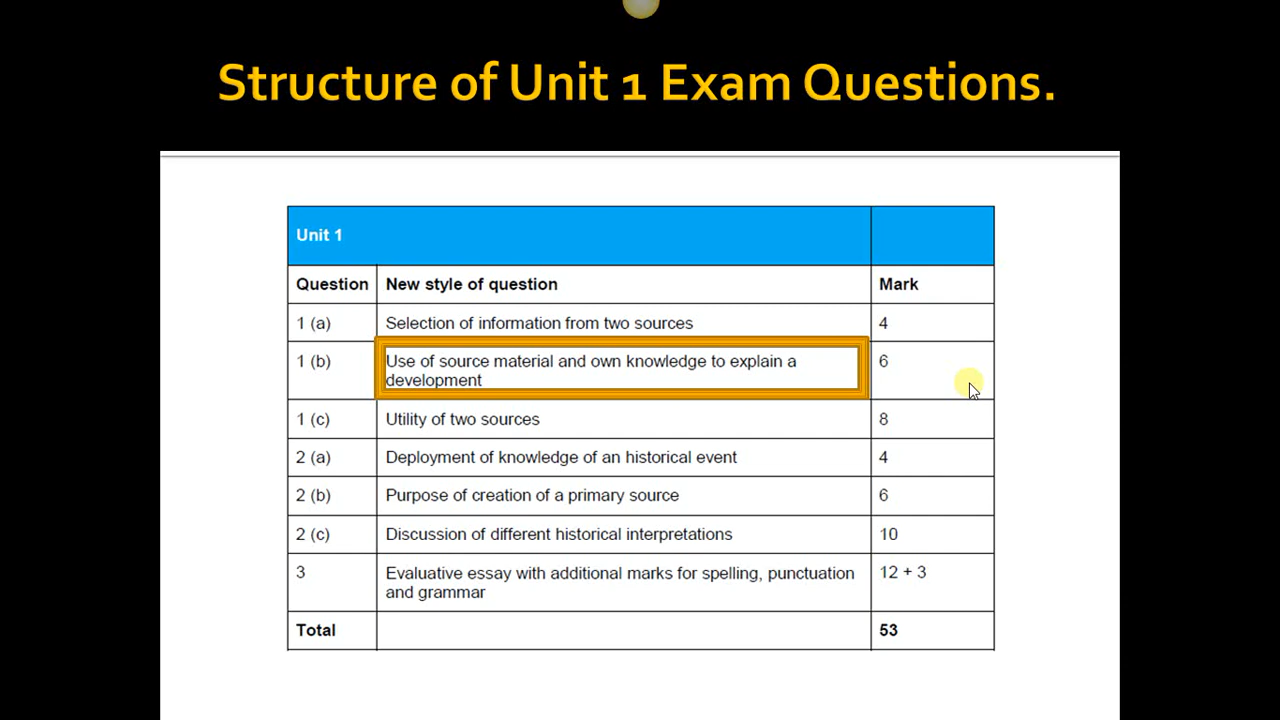 Structure of Unit 1 Exam Questions.
Unit 1
Question New style of question Mark
1 (a) Selection of information from two sources 4
1 (b) Use of source material and own knowledge to explain a 6
development
1 (c) Utility of two sources 8
2 (a) Deployment of knowledge of an historical event 4
2 (b) Purpose of creation of a primary source 6
2 (c) Discussion of different historical interpretations 10
3 Evaluative essay with additional marks for spelling, punctuation 12 + 3
and grammar
Total 53